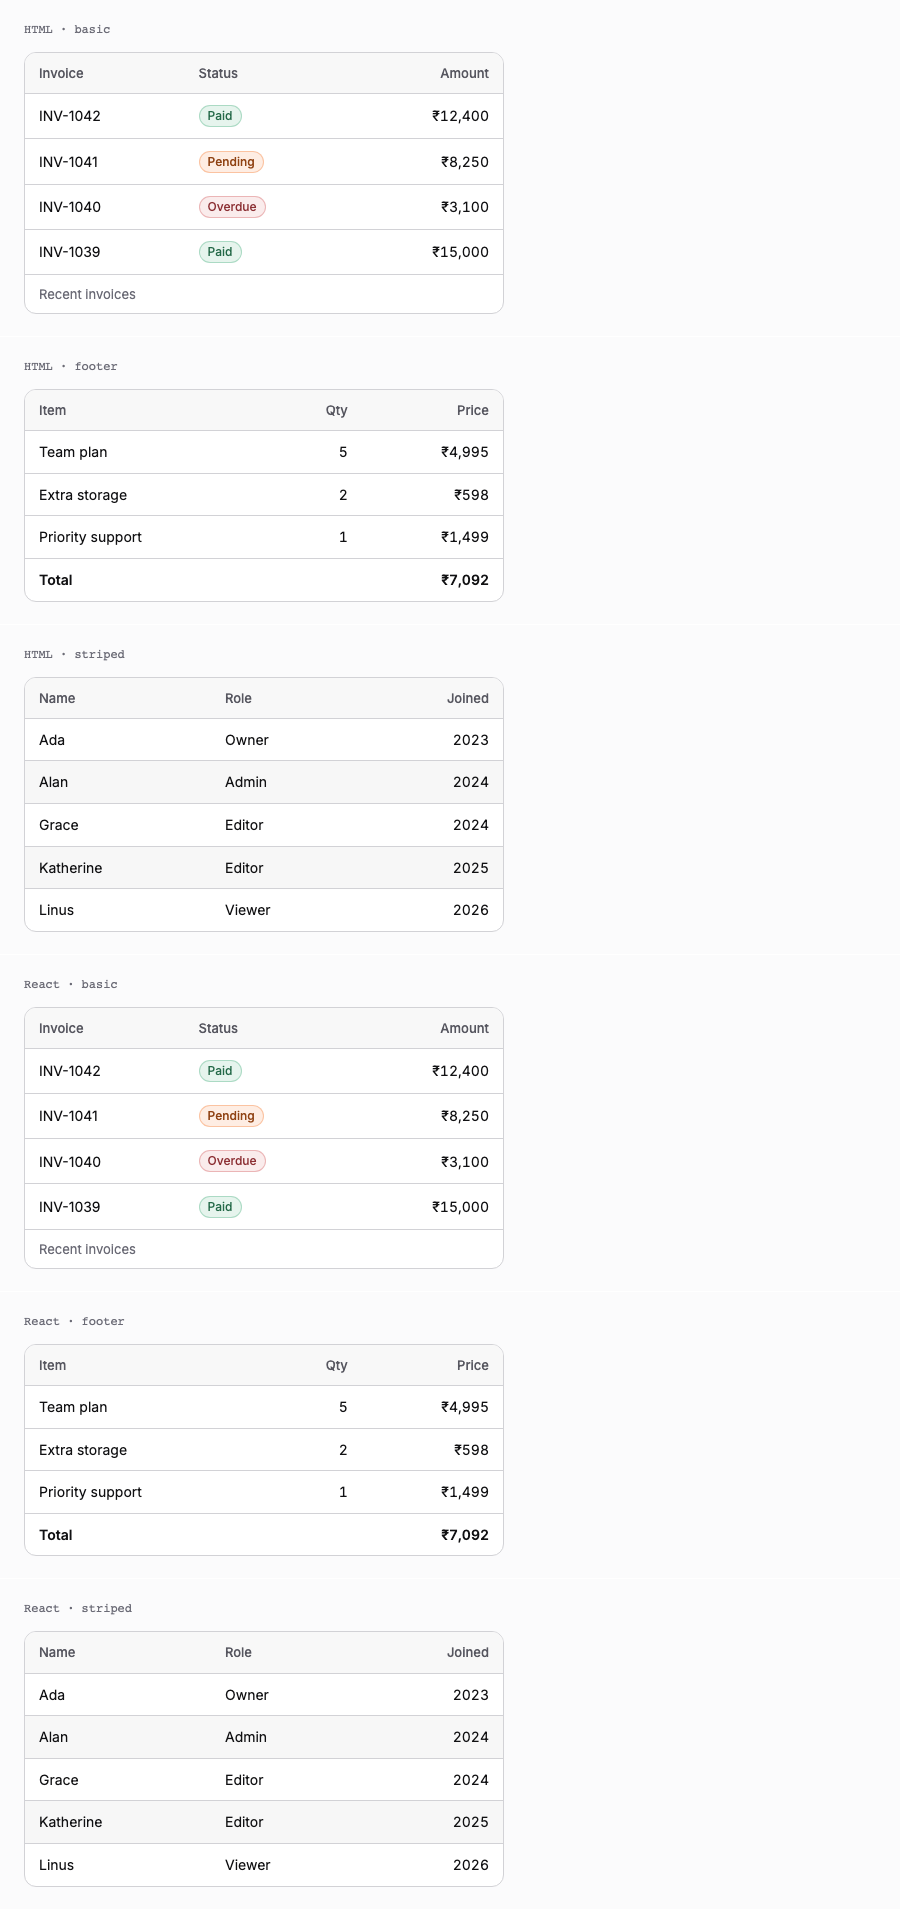 HTML · basic
Invoice Status Amount
INV-1042 Paid ₹12,400
INV-1041 Pending ₹8,250
INV-1040 Overdue ₹3,100
INV-1039 Paid ₹15,000
Recent invoices
HTML · footer
Item Qty Price
Team plan 5 ₹4,995
Extra storage 2 ₹598
Priority support 1 ₹1,499
Total ₹7,092
HTML · striped
Name Role Joined
Ada Owner 2023
Alan Admin 2024
Grace Editor 2024
Katherine Editor 2025
Linus Viewer 2026
React · basic
Invoice Status Amount
INV-1042 Paid ₹12,400
INV-1041 Pending ₹8,250
INV-1040 Overdue ₹3,100
INV-1039 Paid ₹15,000
Recent invoices
React · footer
Item Qty Price
Team plan 5 ₹4,995
Extra storage 2 ₹598
Priority support 1 ₹1,499
Total ₹7,092
React · striped
Name Role Joined
Ada Owner 2023
Alan Admin 2024
Grace Editor 2024
Katherine Editor 2025
Linus Viewer 2026